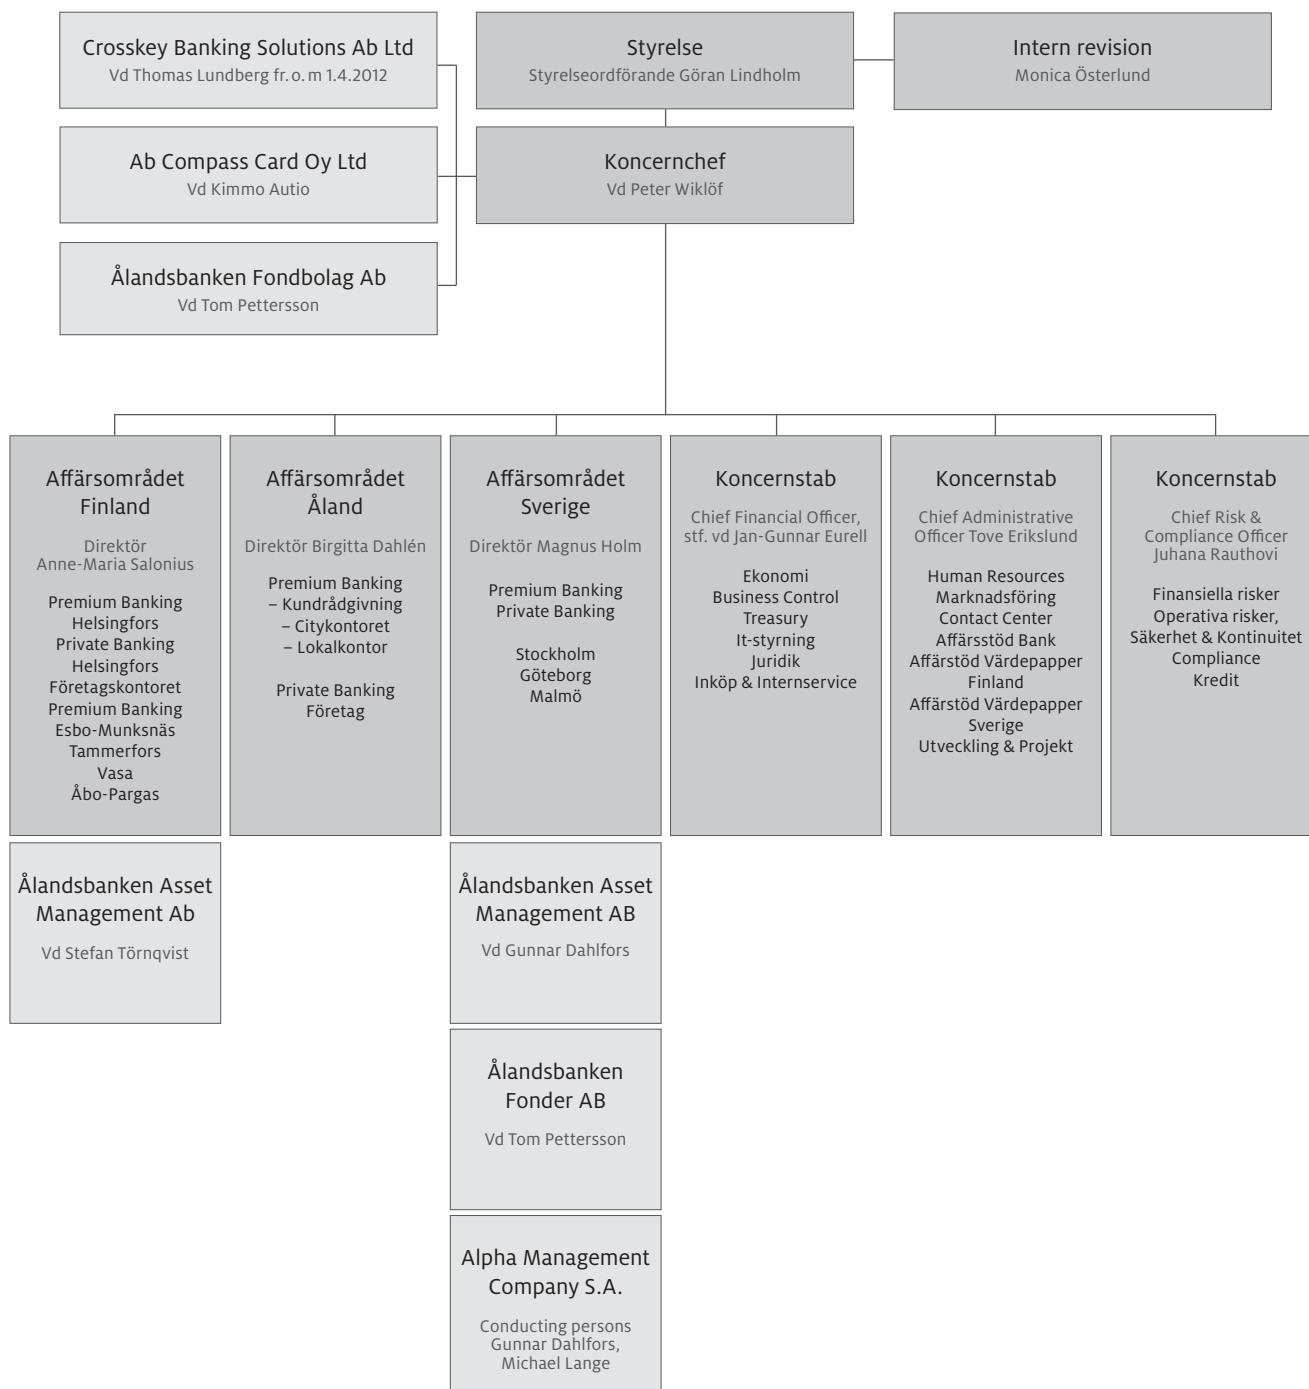 Crosskey Banking Solutions Ab Ltd
Vd Thomas Lundberg fr.o.m 1.4.2012
Styrelse
Styrelseordförande Göran Lindholm
Intern revision
Monica Österlund
Ab Compass Card Oy Ltd
Vd Kimmo Autio
Koncernchef
Vd Peter Wiklöf
Ålandsbanken Fondbolag Ab
Vd Tom Pettersson
Affärsområdet
Finland
Direktör
Anne-Maria Salonius
Premium Banking
Helsingfors
Private Banking
Helsingfors
Företagskontoret
Premium Banking
Esbo-Munksnäs
Tammerfors
Vasa
Åbo-Pargas
Affärsområdet
Åland
Direktör Birgitta Dahlén
Premium Banking
– Kundrådgivning
– Citykontoret
– Lokalkontor
Private Banking
Företag
Affärsområdet
Sverige
Direktör Magnus Holm
Premium Banking
Private Banking
Stockholm
Göteborg
Malmö
Koncernstab
Chief Financial Officer,
stf. vd Jan-Gunnar Eurell
Ekonomi
Business Control
Treasury
It-styrning
Juridik
Inköp & Internservice
Koncernstab
Chief Administrative
Officer Tove Erikslund
Human Resources
Marknadsföring
Contact Center
Affärsstöd Bank
Affärstöd Värdepapper
Finland
Affärstöd Värdepapper
Sverige
Utveckling & Projekt
Koncernstab
Chief Risk &
Compliance Officer
Juhana Rauthovi
Finansiella risker
Operativa risker,
Säkerhet & Kontinuitet
Compliance
Kredit
Ålandsbanken Asset
Management Ab
Vd Stefan Törnqvist
Ålandsbanken Asset
Management AB
Vd Gunnar Dahlfors
Ålandsbanken
Fonder AB
Vd Tom Pettersson
Alpha Management
Company S.A.
Conducting persons
Gunnar Dahlfors,
Michael Lange